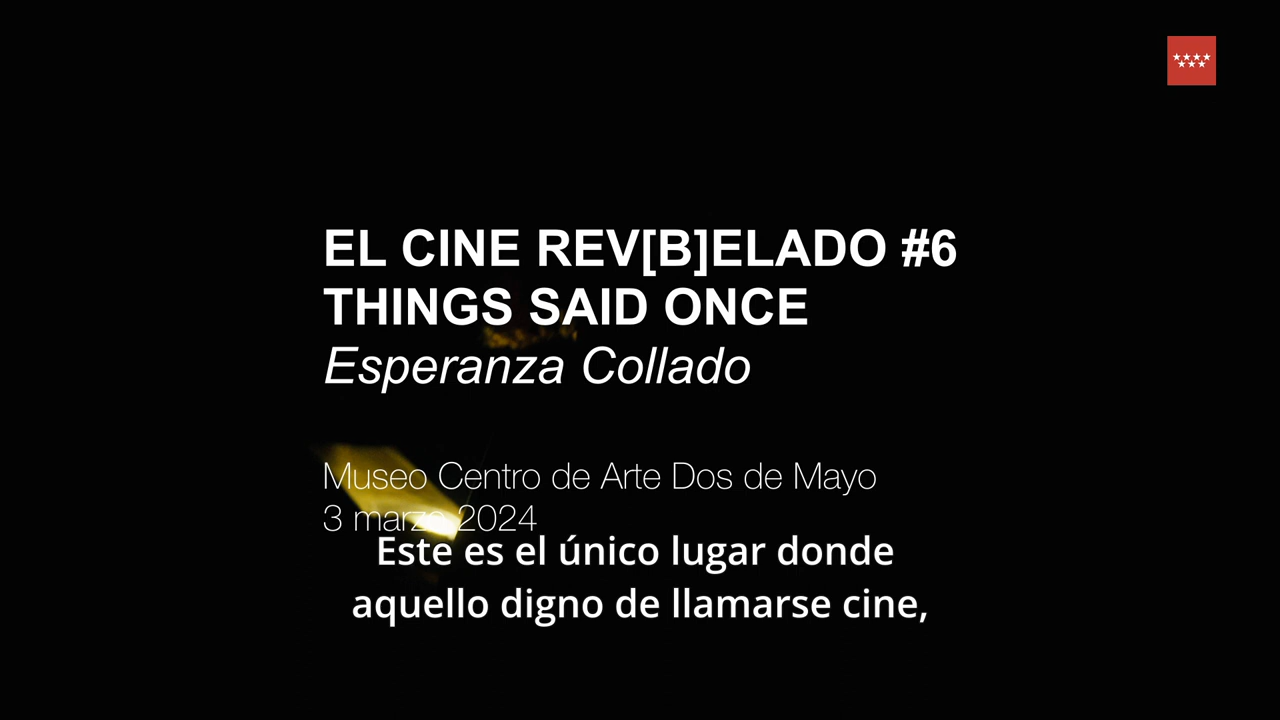 EL CINE REV[B]ELADO #6
THINGS SAID ONCE
Esperanza Collado
Museo Centro de Arte Dos de Mayo
3 marzo 2024
Este es el único lugar donde
aquello digno de llamarse cine,